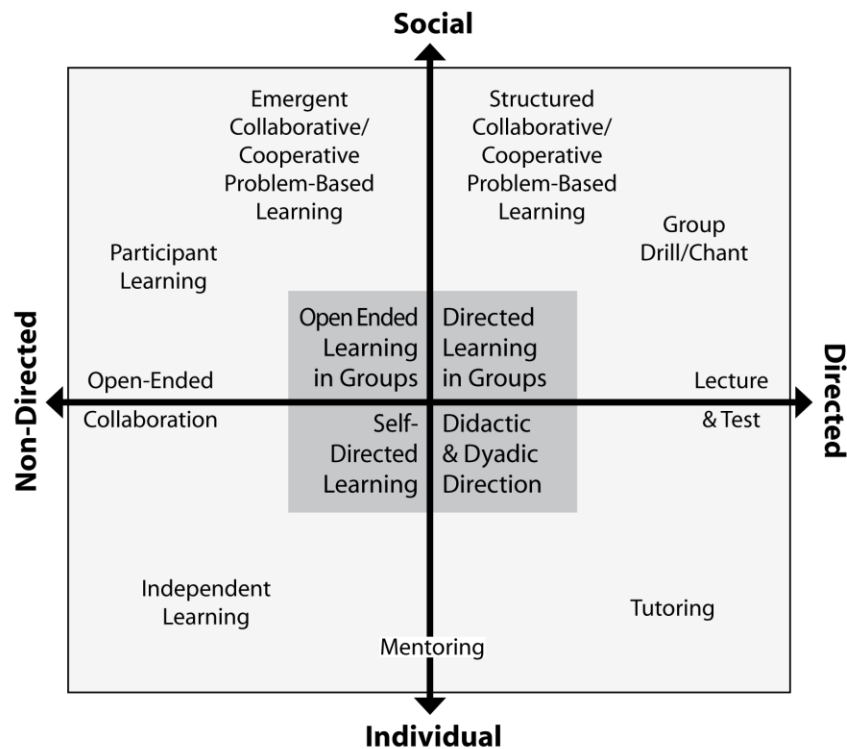 Social
Emergent
Collaborative/
Cooperative
Problem-Based
Learning
Structured
Collaborative/
Cooperative
Problem-Based
Learning
Group
Drill/Chant
Participant
Learning
Open Ended
Learning
in Groups
Directed
Learning
in Groups
Non-Directed
Open-Ended
Collaboration
Lecture
& Test
Directed
Self-
Directed
Learning
Didactic
& Dyadic
Direction
Independent
Learning
Tutoring
Mentoring
Individual